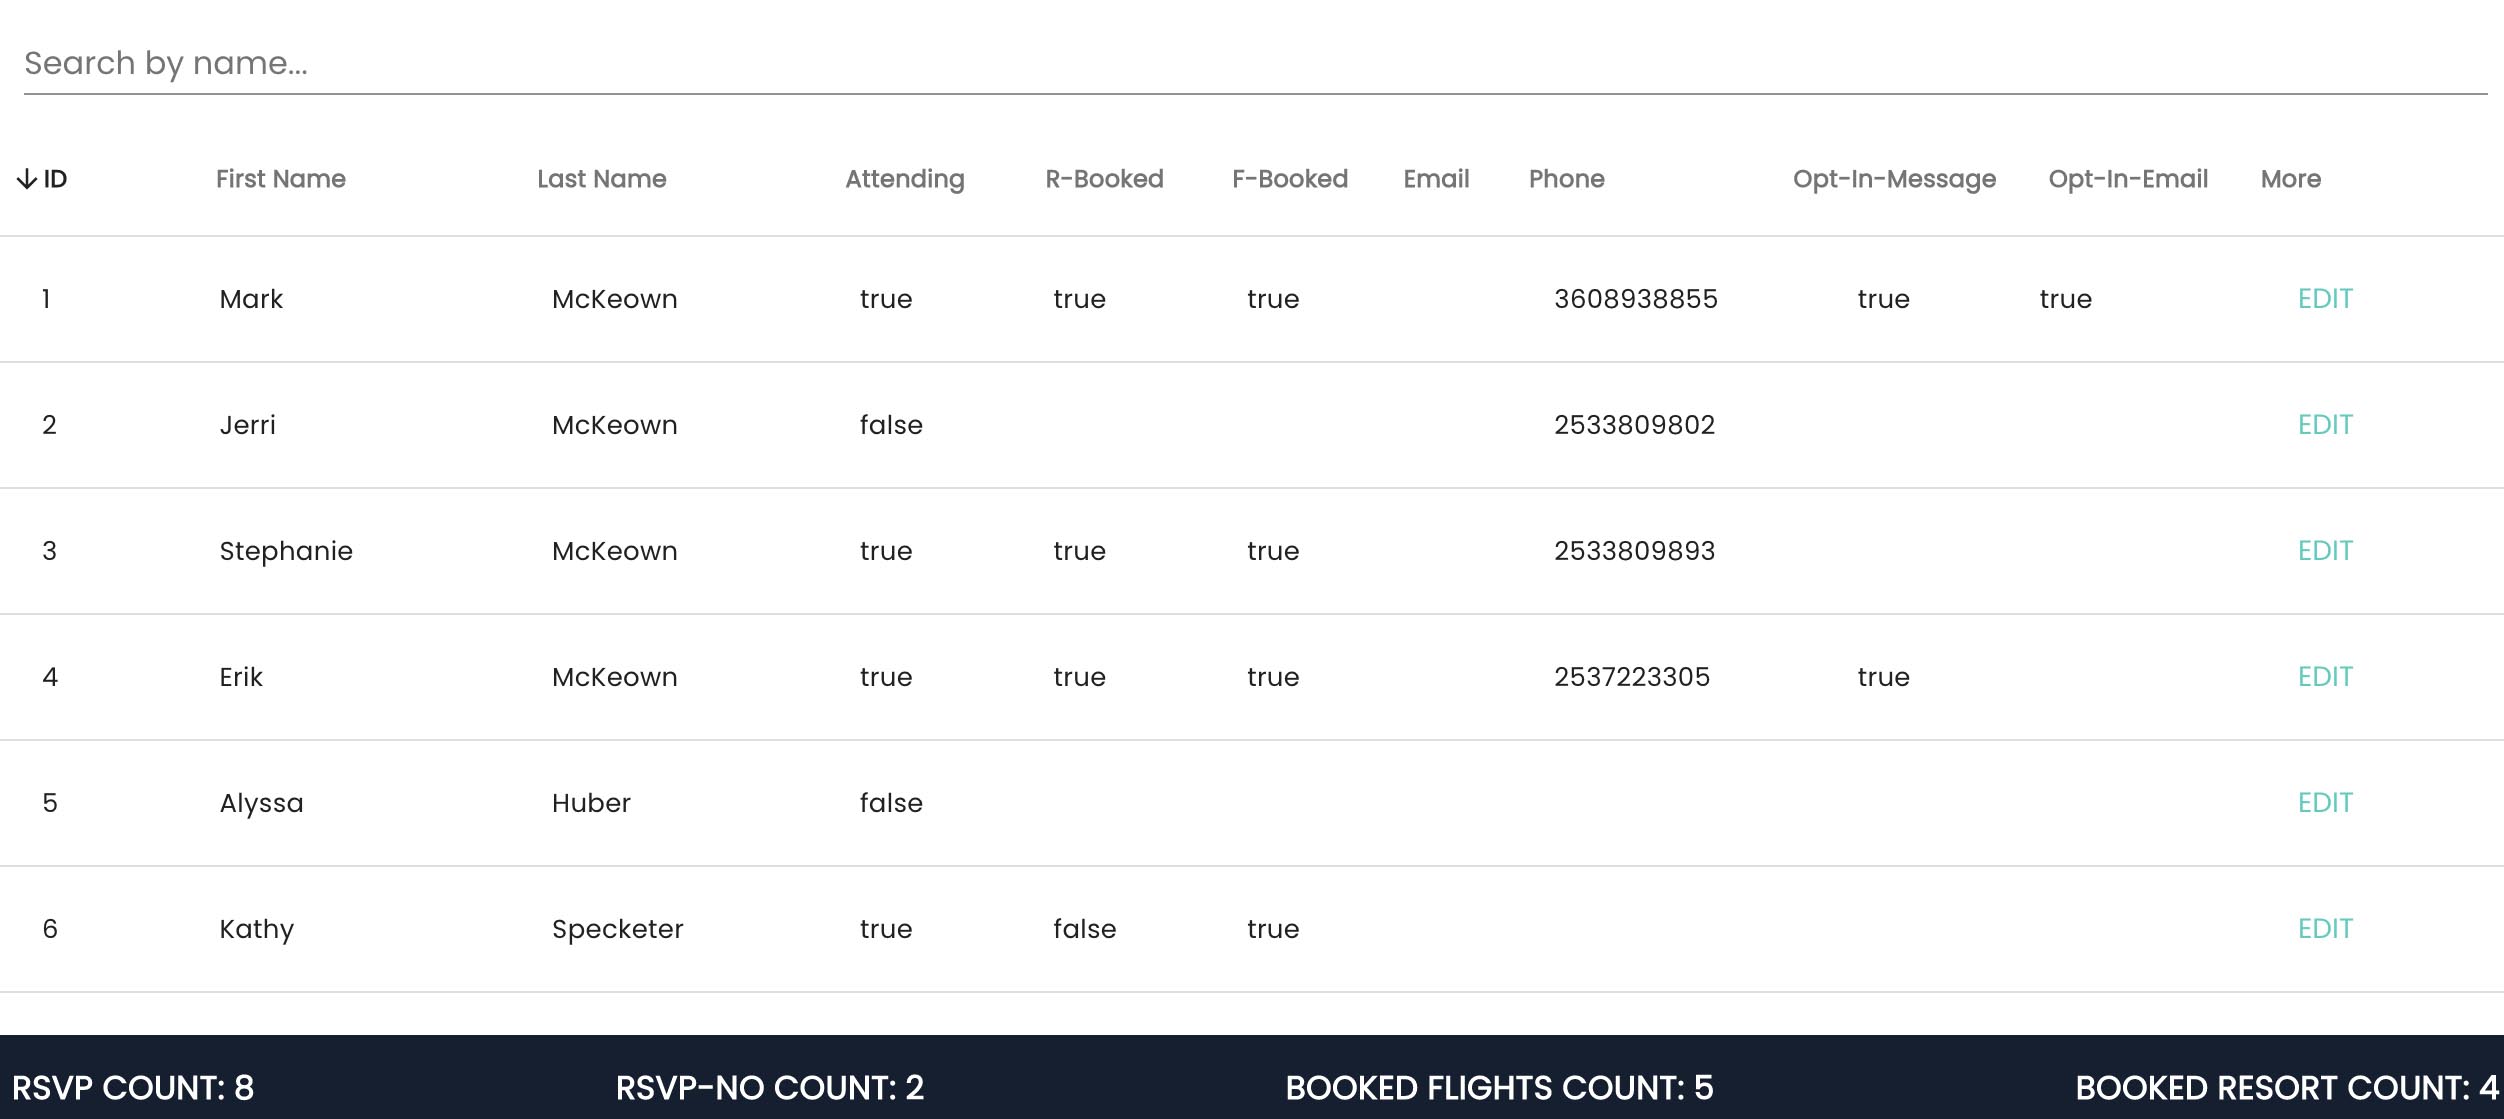 Search by name...
ID First Name Last Name Attending R-Booked F-Booked Email Phone Opt-In-Message Opt-In-Email More
1 Mark McKeown true true true 3608938855 true true EDIT
2 Jerri McKeown false 2533809802 EDIT
3 Stephanie McKeown true true true 2533809893 EDIT
4 Erik McKeown true true true 2537223305 true EDIT
5 Alyssa Huber false EDIT
6 Kathy Specketer true false true EDIT
RSVP COUNT: 8 RSVP-NO COUNT: 2 BOOKED FLIGHTS COUNT: 5 BOOKED RESORT COUNT: 4